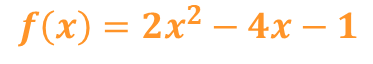 f(x) = 2x² − 4x − 1